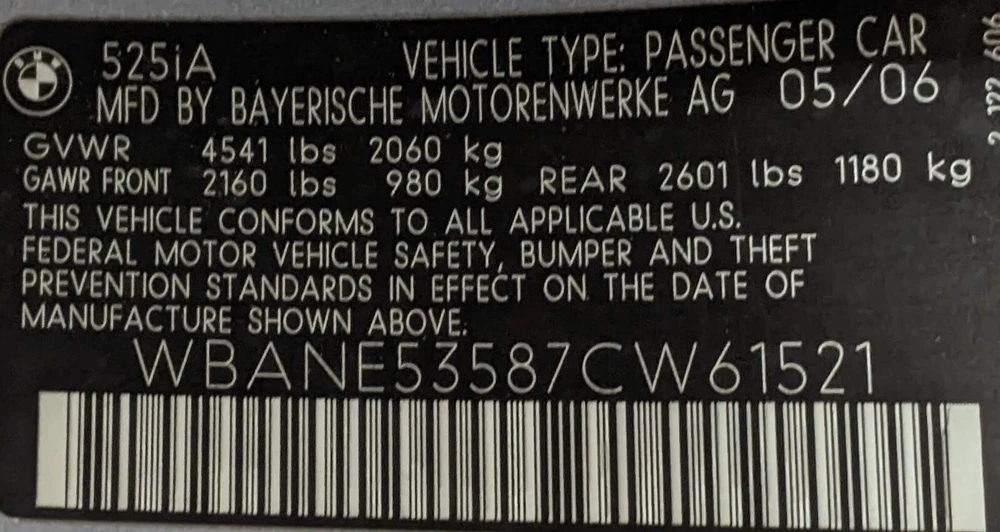 525iA VEHICLE TYPE: PASSENGER CAR
MFD BY BAYERISCHE MOTORENWERKE AG 05/06
GVWR 4541 lbs 2060 kg
GAWR FRONT 2160 lbs 980 kg REAR 2601 lbs 1180 kg
THIS VEHICLE CONFORMS TO ALL APPLICABLE U.S.
FEDERAL MOTOR VEHICLE SAFETY, BUMPER AND THEFT
PREVENTION STANDARDS IN EFFECT ON THE DATE OF
MANUFACTURE SHOWN ABOVE.
WBANE53587CW61521